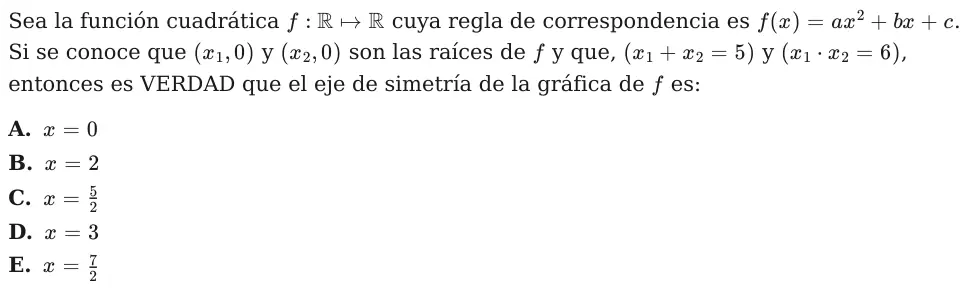 Sea la función cuadrática f : ℝ ↦ ℝ cuya regla de correspondencia es f(x) = ax² + bx + c.
Si se conoce que (x₁, 0) y (x₂, 0) son las raíces de f y que, (x₁ + x₂ = 5) y (x₁ · x₂ = 6),
entonces es VERDAD que el eje de simetría de la gráfica de f es:
A. x = 0
B. x = 2
C. x = 5/2
D. x = 3
E. x = 7/2